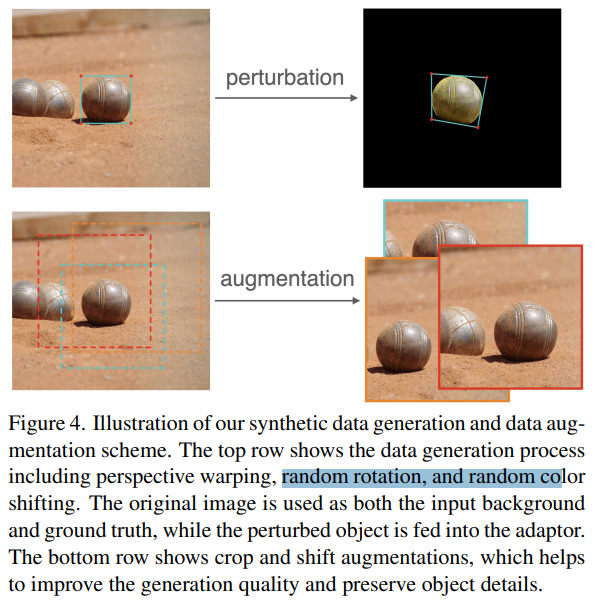 perturbation
augmentation
Figure 4. Illustration of our synthetic data generation and data aug-
mentation scheme. The top row shows the data generation process
including perspective warping, random rotation, and random color
shifting. The original image is used as both the input background
and ground truth, while the perturbed object is fed into the adaptor.
The bottom row shows crop and shift augmentations, which helps
to improve the generation quality and preserve object details.